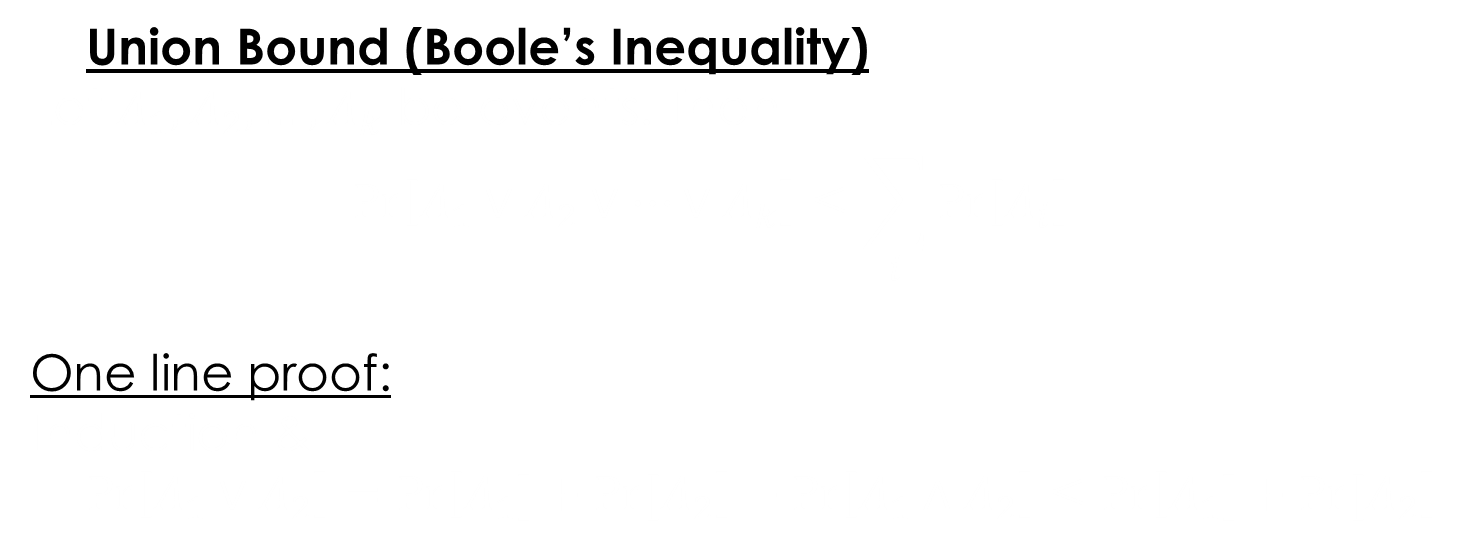 Union Bound (Boole’s Inequality)
One line proof: